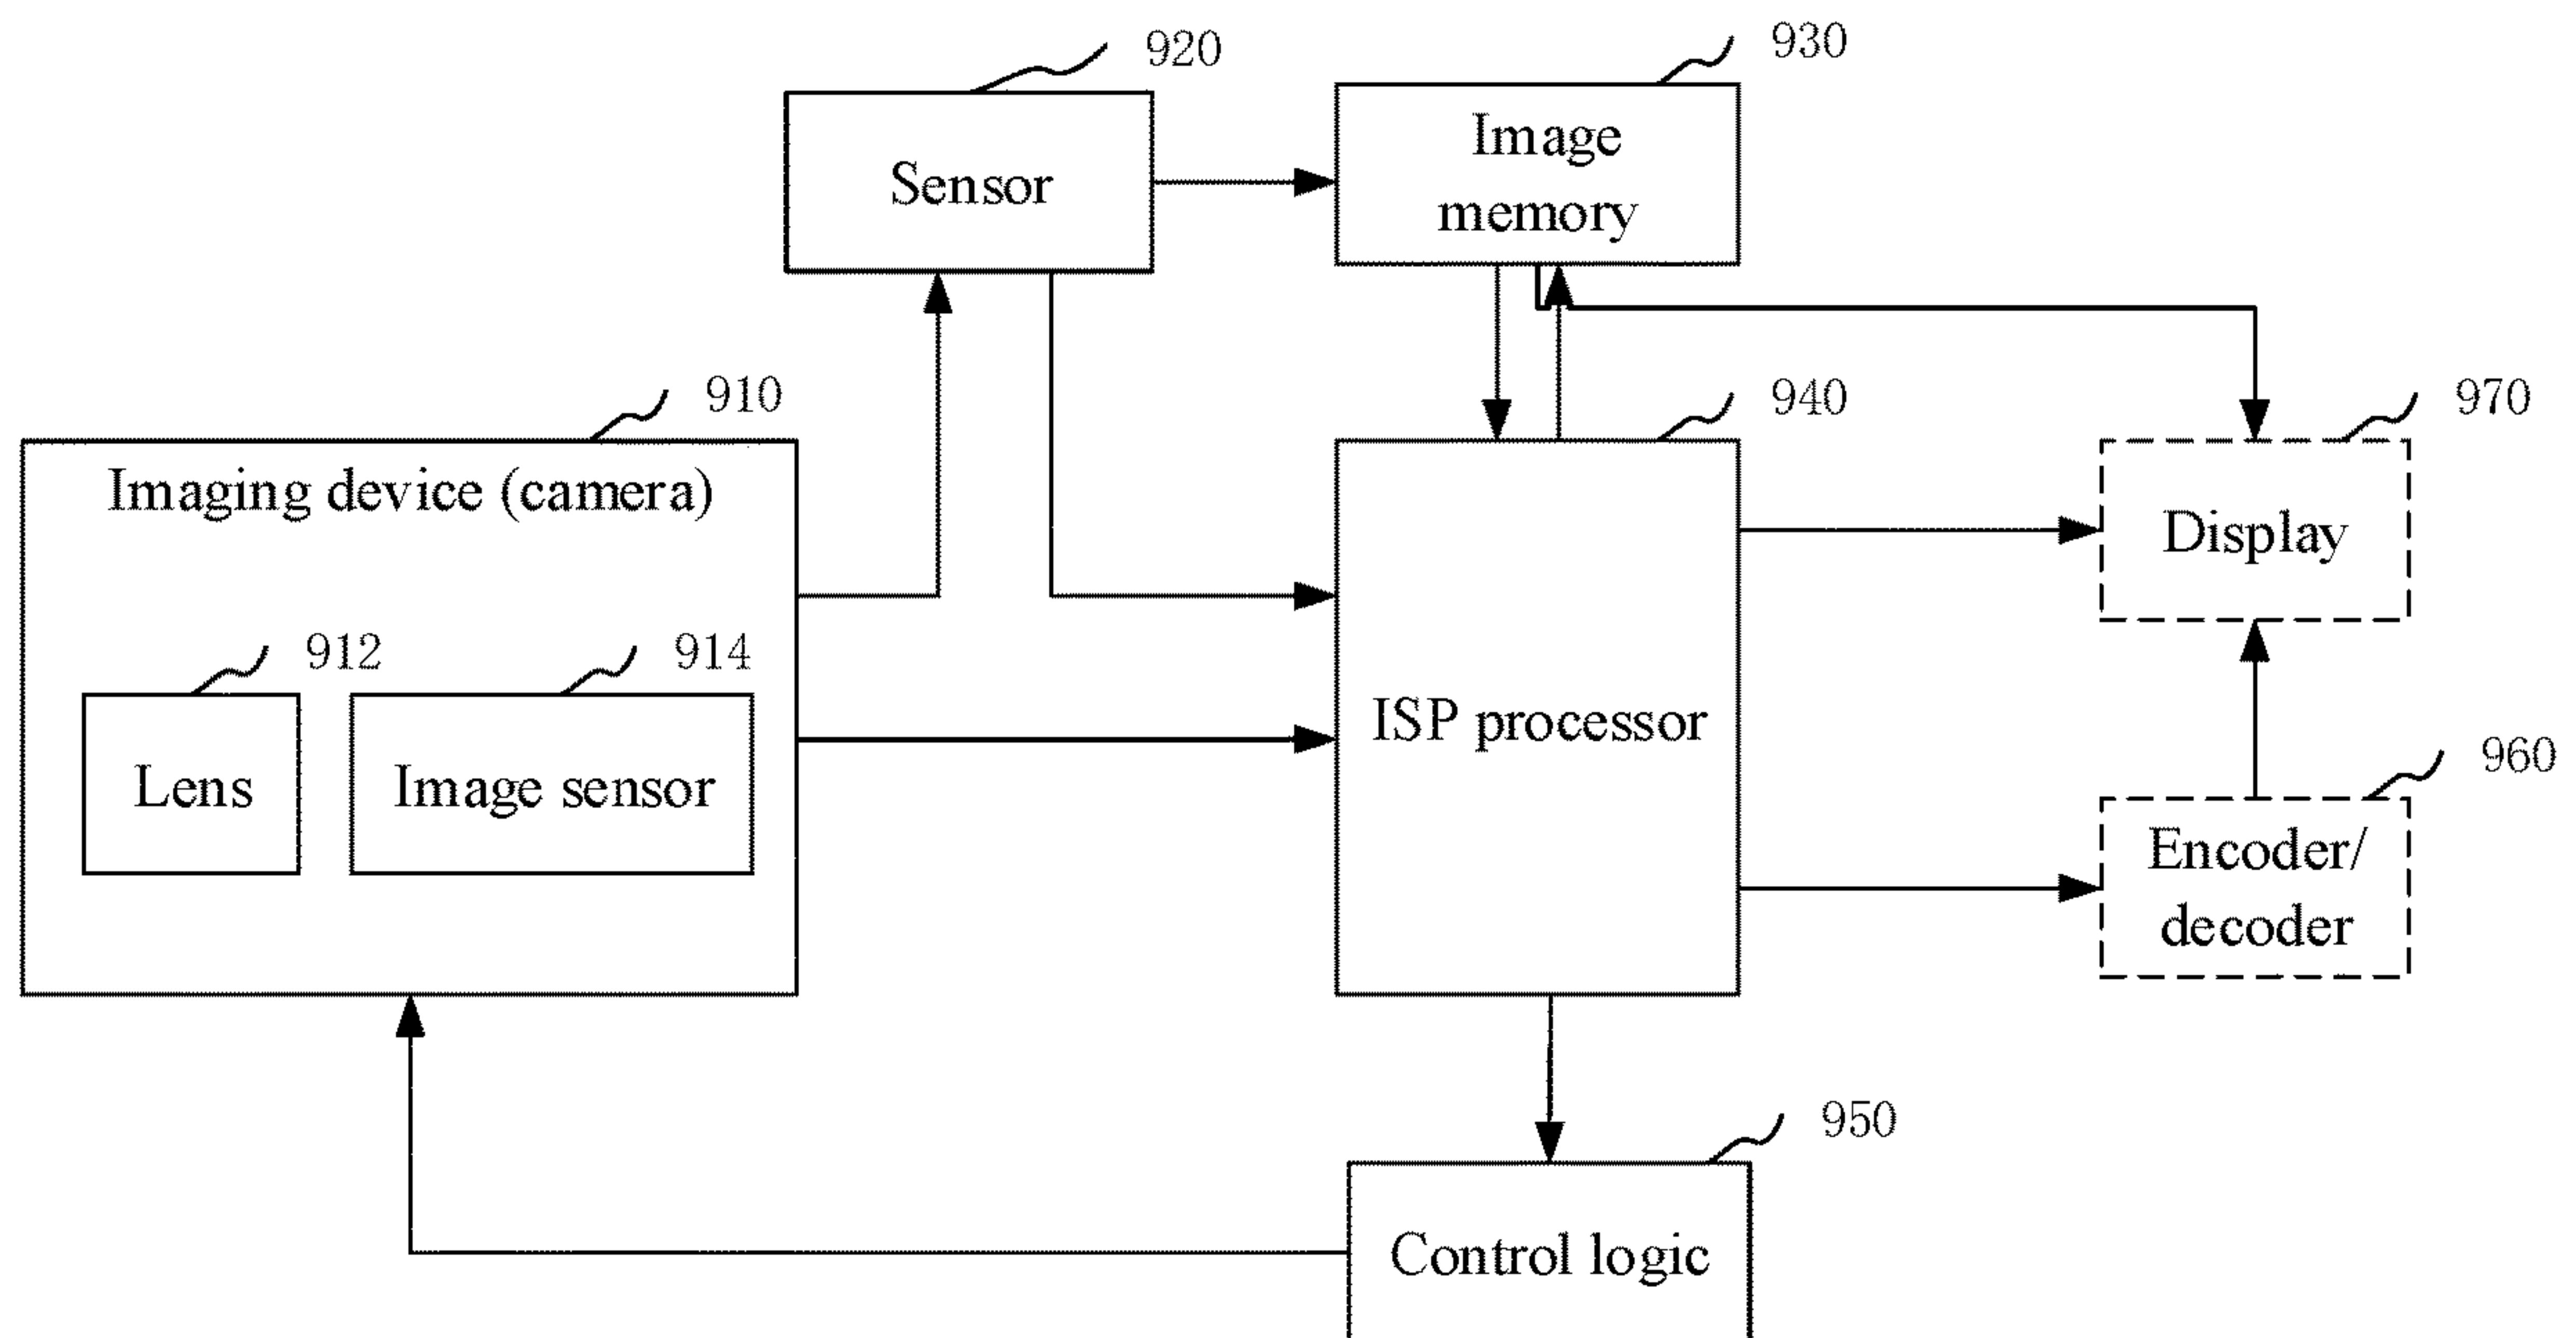 920
930
Sensor
Image
memory
910
940
970
Imaging device (camera)
Display
912
914
Lens
Image sensor
ISP processor
960
Encoder/
decoder
950
Control logic